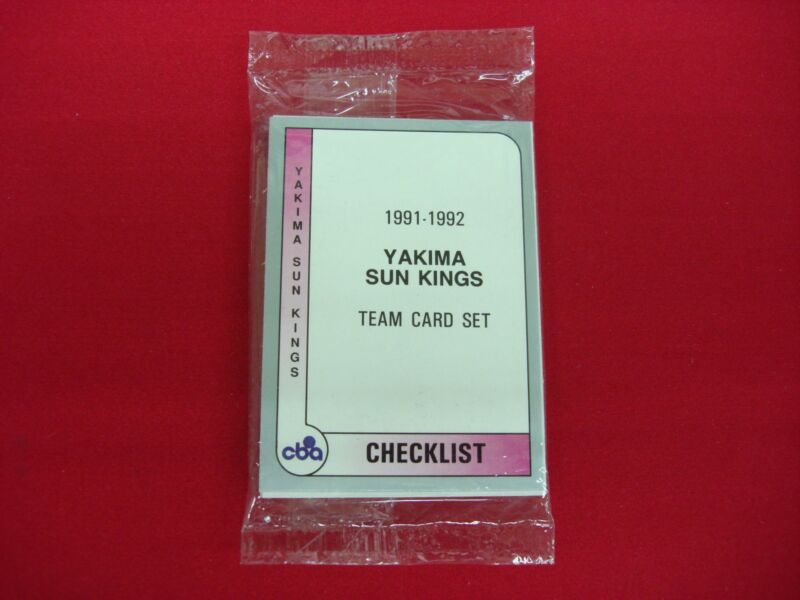 YAKIMA SUN KINGS
1991-1992
YAKIMA
SUN KINGS
TEAM CARD SET
cba
CHECKLIST